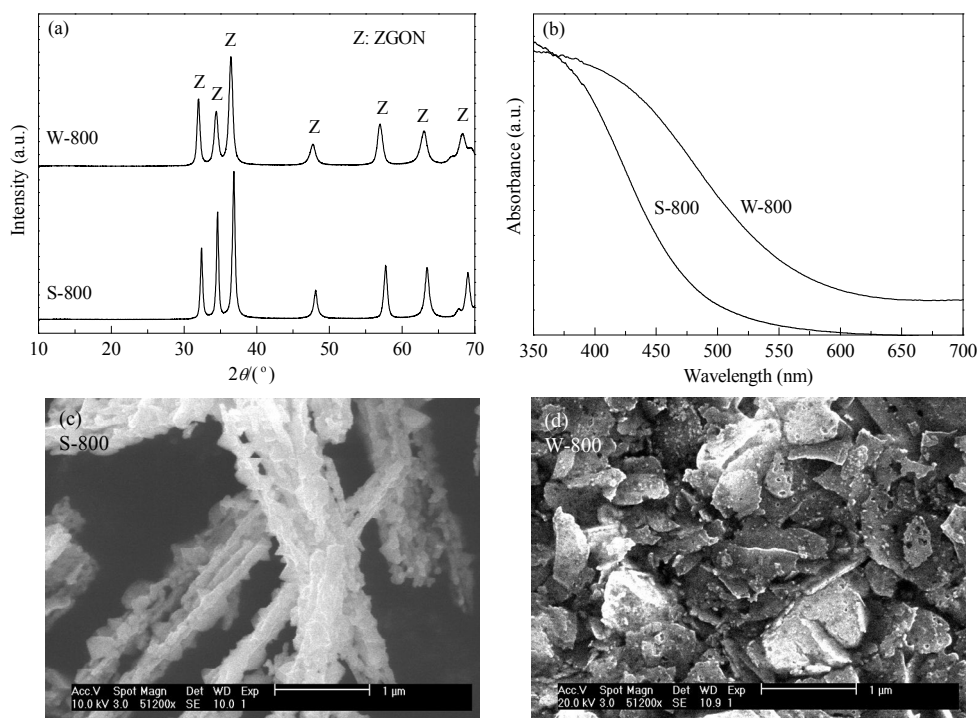 (a)
Z: ZGON
Z Z Z Z Z Z Z
W-800
S-800
Intensity (a.u.)
10 20 30 40 50 60 70
2θ/(°)
(b)
S-800
W-800
Absorbance (a.u.)
350 400 450 500 550 600 650 700
Wavelength (nm)
(c)
S-800
Acc.V Spot Magn Det WD Exp
10.0 kV 3.0 51200x SE 10.0 1
1 μm
(d)
W-800
Acc.V Spot Magn Det WD Exp
20.0 kV 3.0 51200x SE 10.9 1
1 μm